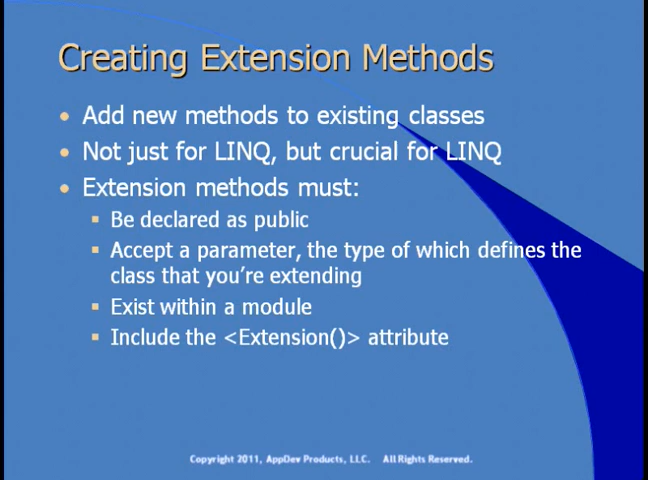 Creating Extension Methods
• Add new methods to existing classes
• Not just for LINQ, but crucial for LINQ
• Extension methods must:
▪ Be declared as public
▪ Accept a parameter, the type of which defines the
class that you're extending
▪ Exist within a module
▪ Include the <Extension()> attribute
Copyright 2011, AppDev Products, LLC. All Rights Reserved.